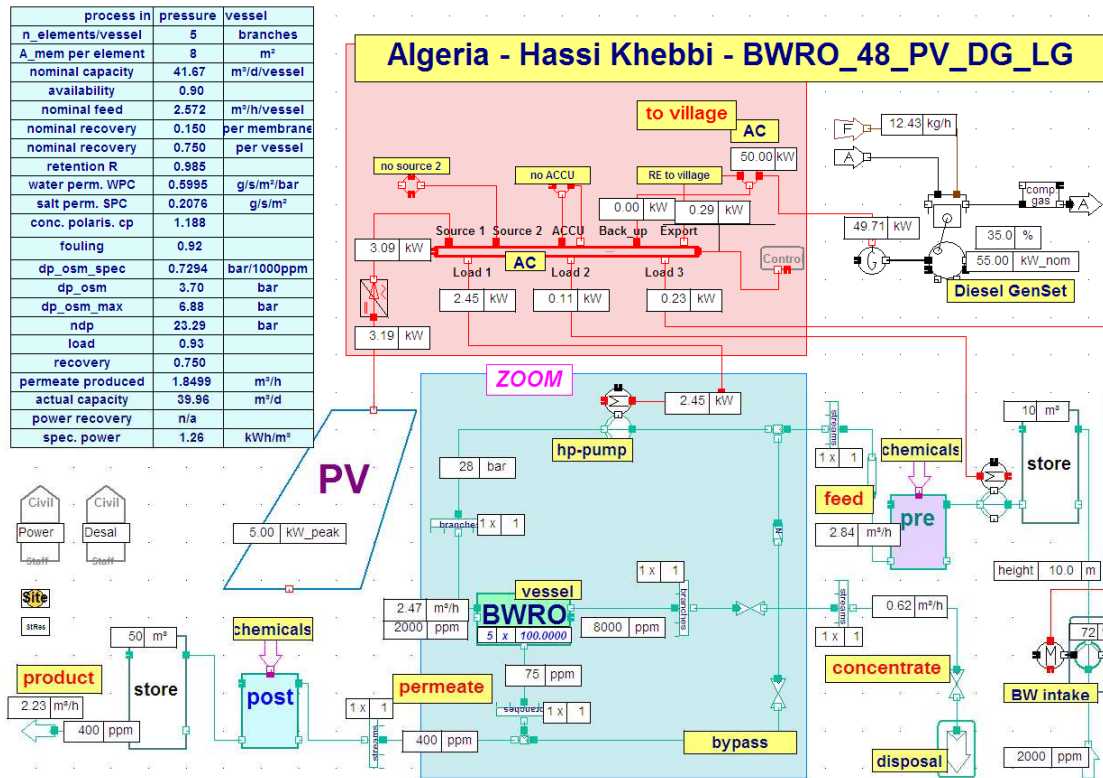 process in pressure vessel
n_elements/vessel 5 branches
A_mem per element 8 m²
nominal capacity 41.67 m³/d/vessel
availability 0.90
nominal feed 2.572 m³/h/vessel
nominal recovery 0.150 per membrane
nominal recovery 0.750 per vessel
retention R 0.985
water perm. WPC 0.5995 g/s/m²/bar
salt perm. SPC 0.2076 g/s/m²
conc. polaris. cp 1.188
fouling 0.92
dp_osm_spec 0.7294 bar/1000ppm
dp_osm 3.70 bar
dp_osm_max 6.88 bar
ndp 23.29 bar
load 0.93
recovery 0.750
permeate produced 1.8499 m³/h
actual capacity 39.96 m³/d
power recovery n/a
spec. power 1.26 kWh/m³
Algeria - Hassi Khebbi - BWRO_48_PV_DG_LG
to village
AC
50.00 kW
no source 2
no ACCU
RE to village
0.00 kW
0.29 kW
Source 1 Source 2 ACCU Back_up Export
3.09 kW
AC
Load 1 Load 2 Load 3
2.45 kW
0.11 kW
0.23 kW
Control
3.19 kW
F
12.43 kg/h
A
comp
gas
A
49.71 kW
G
35.0 %
55.00 kW_nom
Diesel GenSet
ZOOM
M
2.45 kW
hp-pump
28 bar
branches
1 x 1
PV
5.00 kW_peak
Civil
Power
Staff
Civil
Desal
Staff
Site
StRes
streams
1 x 1
feed
2.84 m³/h
chemicals
pre
M
10 m³
store
height 10.0 m
1 x 1
branches
vessel
BWRO
5 x 100.0000
2.47 m³/h
2000 ppm
8000 ppm
streams
1 x 1
0.62 m³/h
75 ppm
branches
1 x 1
concentrate
M
72
BW intake
2000 ppm
disposal
bypass
permeate
1 x 1
streams
400 ppm
chemicals
post
50 m³
store
product
2.23 m³/h
400 ppm